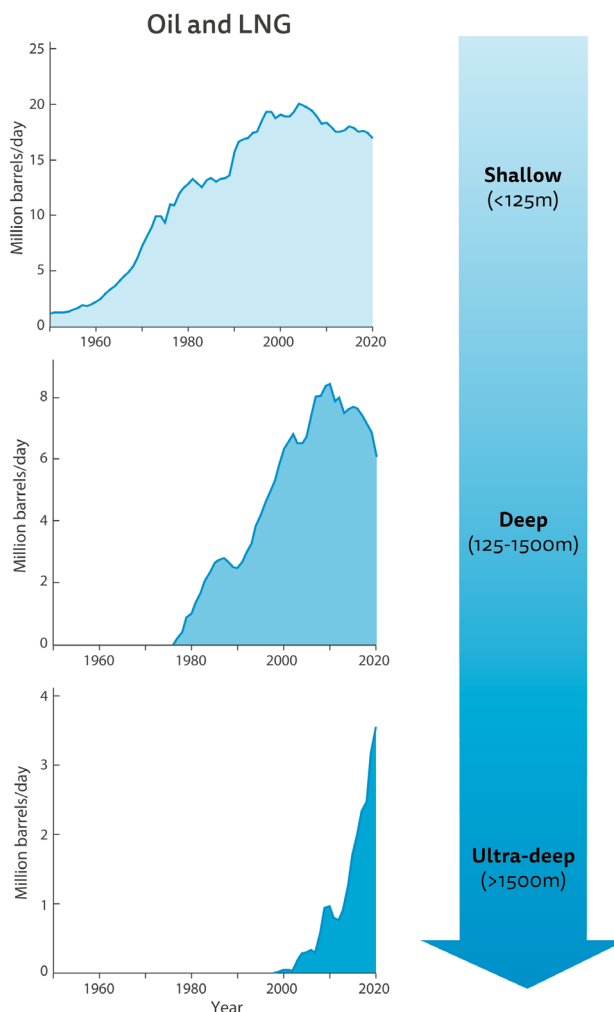 Oil and LNG
25
20
15
10
5
0
Million barrels/day
1960
1980
2000
2020
Shallow
(<125m)
8
6
4
2
0
Million barrels/day
1960
1980
2000
2020
Deep
(125-1500m)
4
3
2
1
0
Million barrels/day
1960
1980
2000
2020
Year
Ultra-deep
(>1500m)